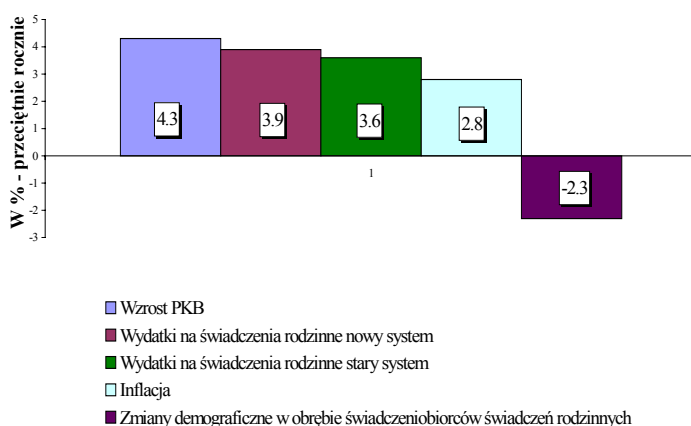 W % - przeciętnie rocznie
5
4
3
2
1
0
-1
-2
-3
4.3
3.9
3.6
2.8
-2.3
1
Wzrost PKB
Wydatki na świadczenia rodzinne nowy system
Wydatki na świadczenia rodzinne stary system
Inflacja
Zmiany demograficzne w obrębie świadczeniobiorców świadczeń rodzinnych